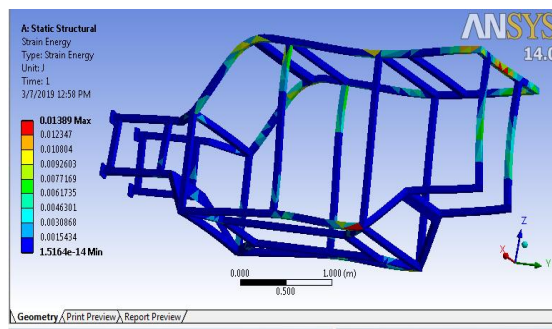 A: Static Structural
Strain Energy
Type: Strain Energy
Unit: J
Time: 1
3/7/2019 12:58 PM
0.01389 Max
0.012347
0.010804
0.0092603
0.0077169
0.0061735
0.0046301
0.0030868
0.0015434
1.5164e-14 Min
ANSYS
14.0
0.000 1.000 (m)
0.500
Z
X
Y
Geometry Print Preview Report Preview